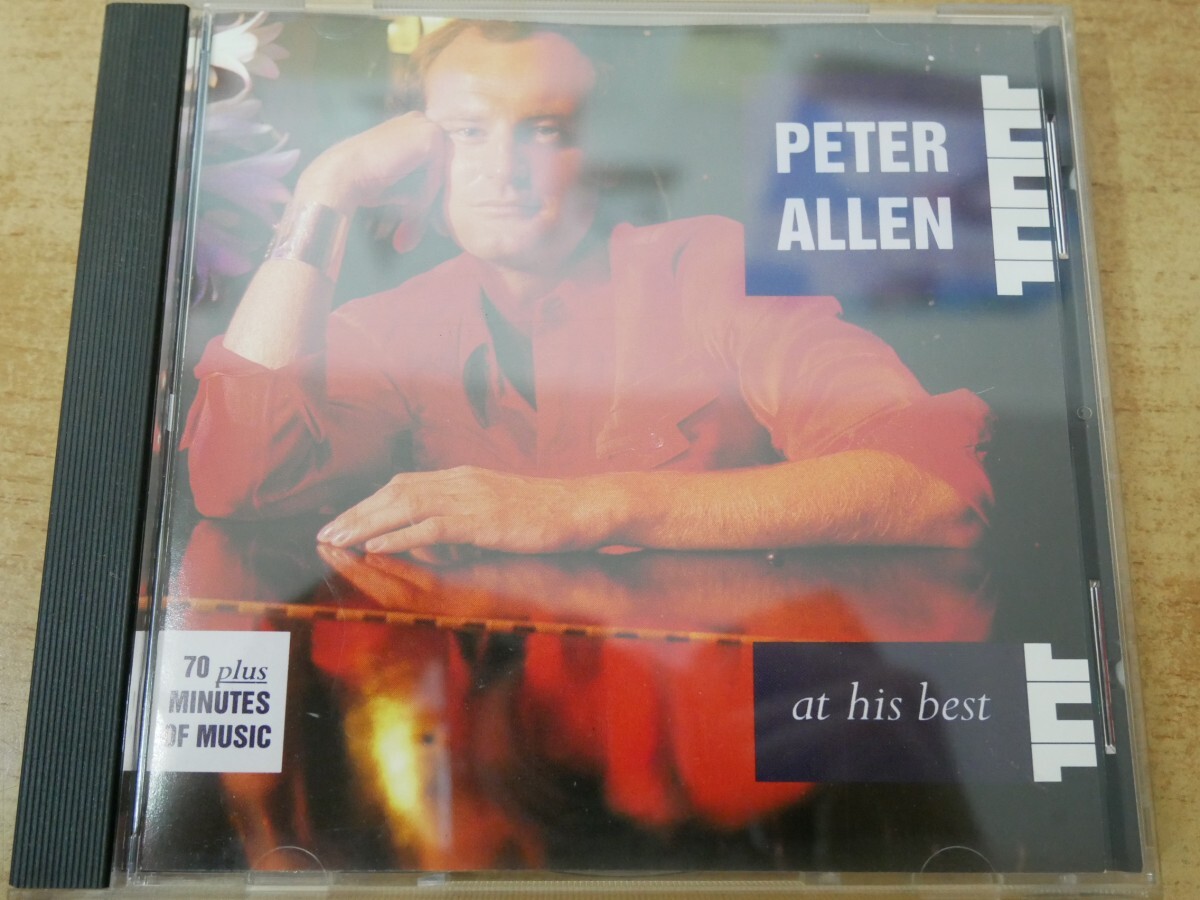 PETER
ALLEN
70 plus
MINUTES
OF MUSIC
at his best